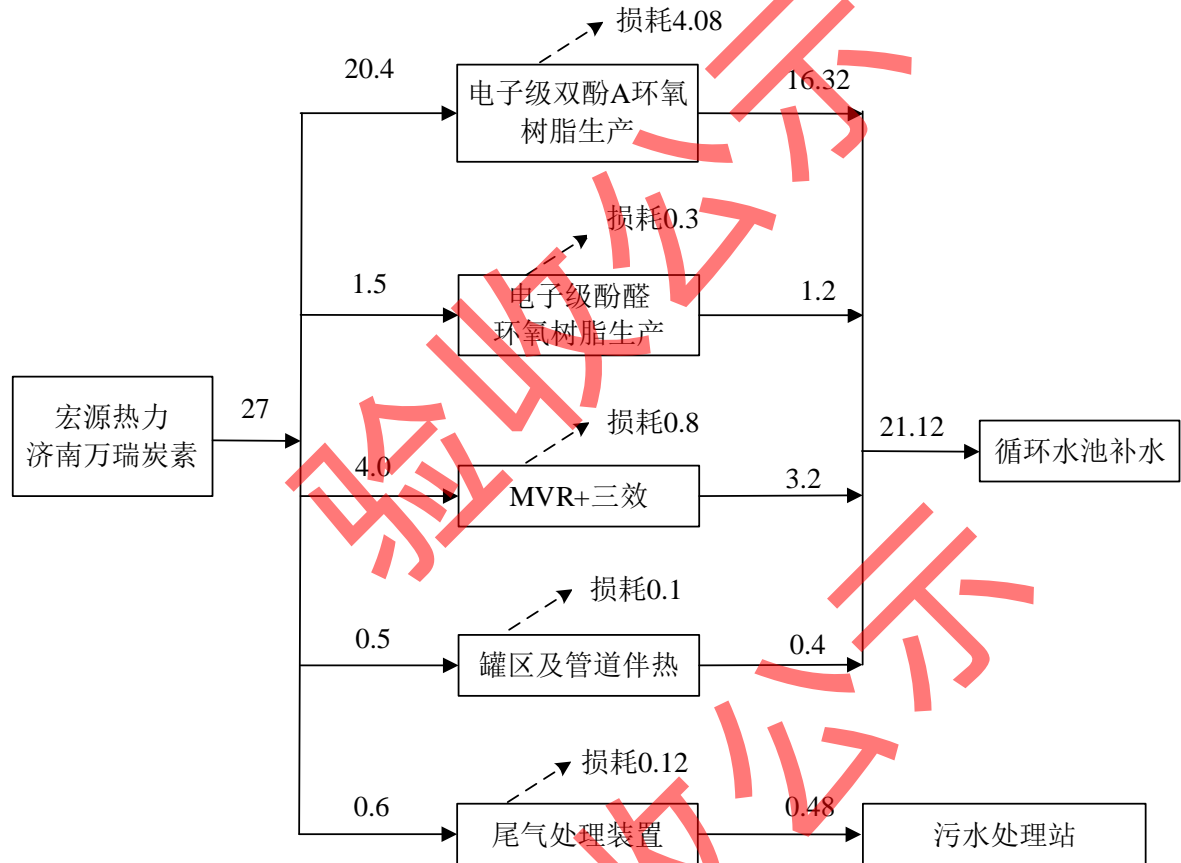 损耗4.08
20.4
电子级双酚A环氧
树脂生产
16.32
损耗0.3
1.5
电子级酚醛
环氧树脂生产
1.2
宏源热力
济南万瑞炭素
27
损耗0.8
4.0
MVR+三效
3.2
21.12
循环水池补水
损耗0.1
0.5
罐区及管道伴热
0.4
损耗0.12
0.6
尾气处理装置
0.48
污水处理站
验收公示
收公示